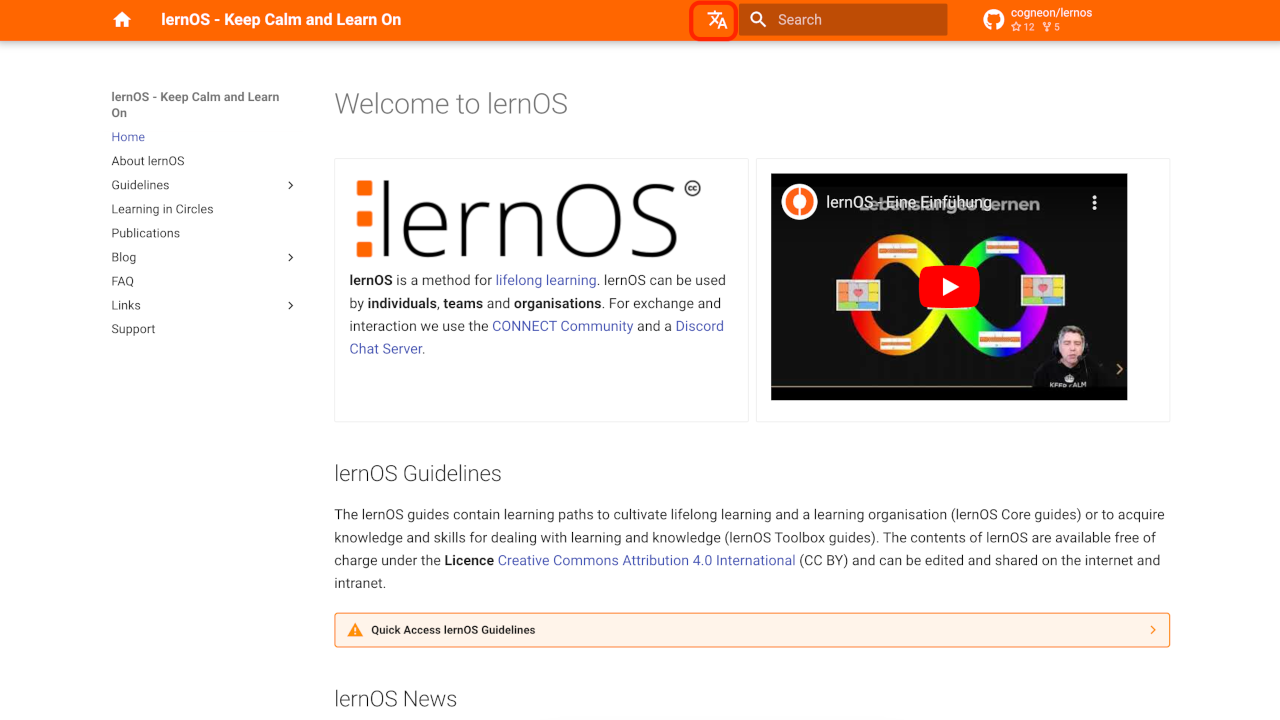 lernOS - Keep Calm and Learn On
Search
cogneon/lernos
12 5
lernOS - Keep Calm and Learn
On
Home
About lernOS
Guidelines
Learning in Circles
Publications
Blog
FAQ
Links
Support
Welcome to lernOS
lernOS cc
lernOS is a method for lifelong learning. lernOS can be used
by individuals, teams and organisations. For exchange and
interaction we use the CONNECT Community and a Discord
Chat Server.
lernOS - Eine Einführung
Lebenslanges Lernen
KEEP CALM
lernOS Guidelines
The lernOS guides contain learning paths to cultivate lifelong learning and a learning organisation (lernOS Core guides) or to acquire
knowledge and skills for dealing with learning and knowledge (lernOS Toolbox guides). The contents of lernOS are available free of
charge under the Licence Creative Commons Attribution 4.0 International (CC BY) and can be edited and shared on the internet and
intranet.
Quick Access lernOS Guidelines
lernOS News